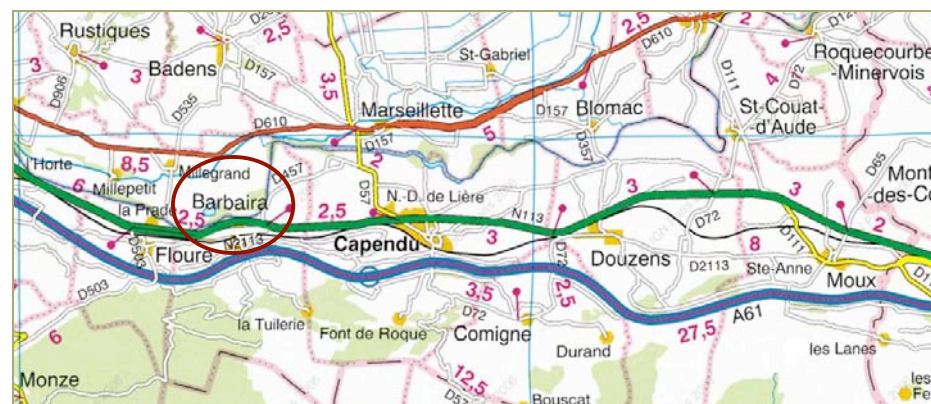 Rustiques
2,5
D610
2
St-Gabriel
Roquecourbe
-Minervois
3
3
Badens
D157
3,5
D111
4
D72
D906
D535
Marseillette
D157
Blomac
St-Couat-
d'Aude
D610
5
D157
D357
D65
l'Horte
8,5
Millegrand
2
Mont
-des-Co
6
Millepetit
D457
D57
N.-D. de Lière
3
3
la Prade
Barbaira
2,5
2,5
N113
D72
2
Capendu
3
8
D111
Floure
N2113
D72
Douzens
D2113
Ste-Anne
Moux
D503
D503
3,5
2,5
A61
D72
6
la Tuilerie
Font de Roque
Comigne
27,5
Durand
les Lanes
Monze
12,5
Bouscat
les
Fe